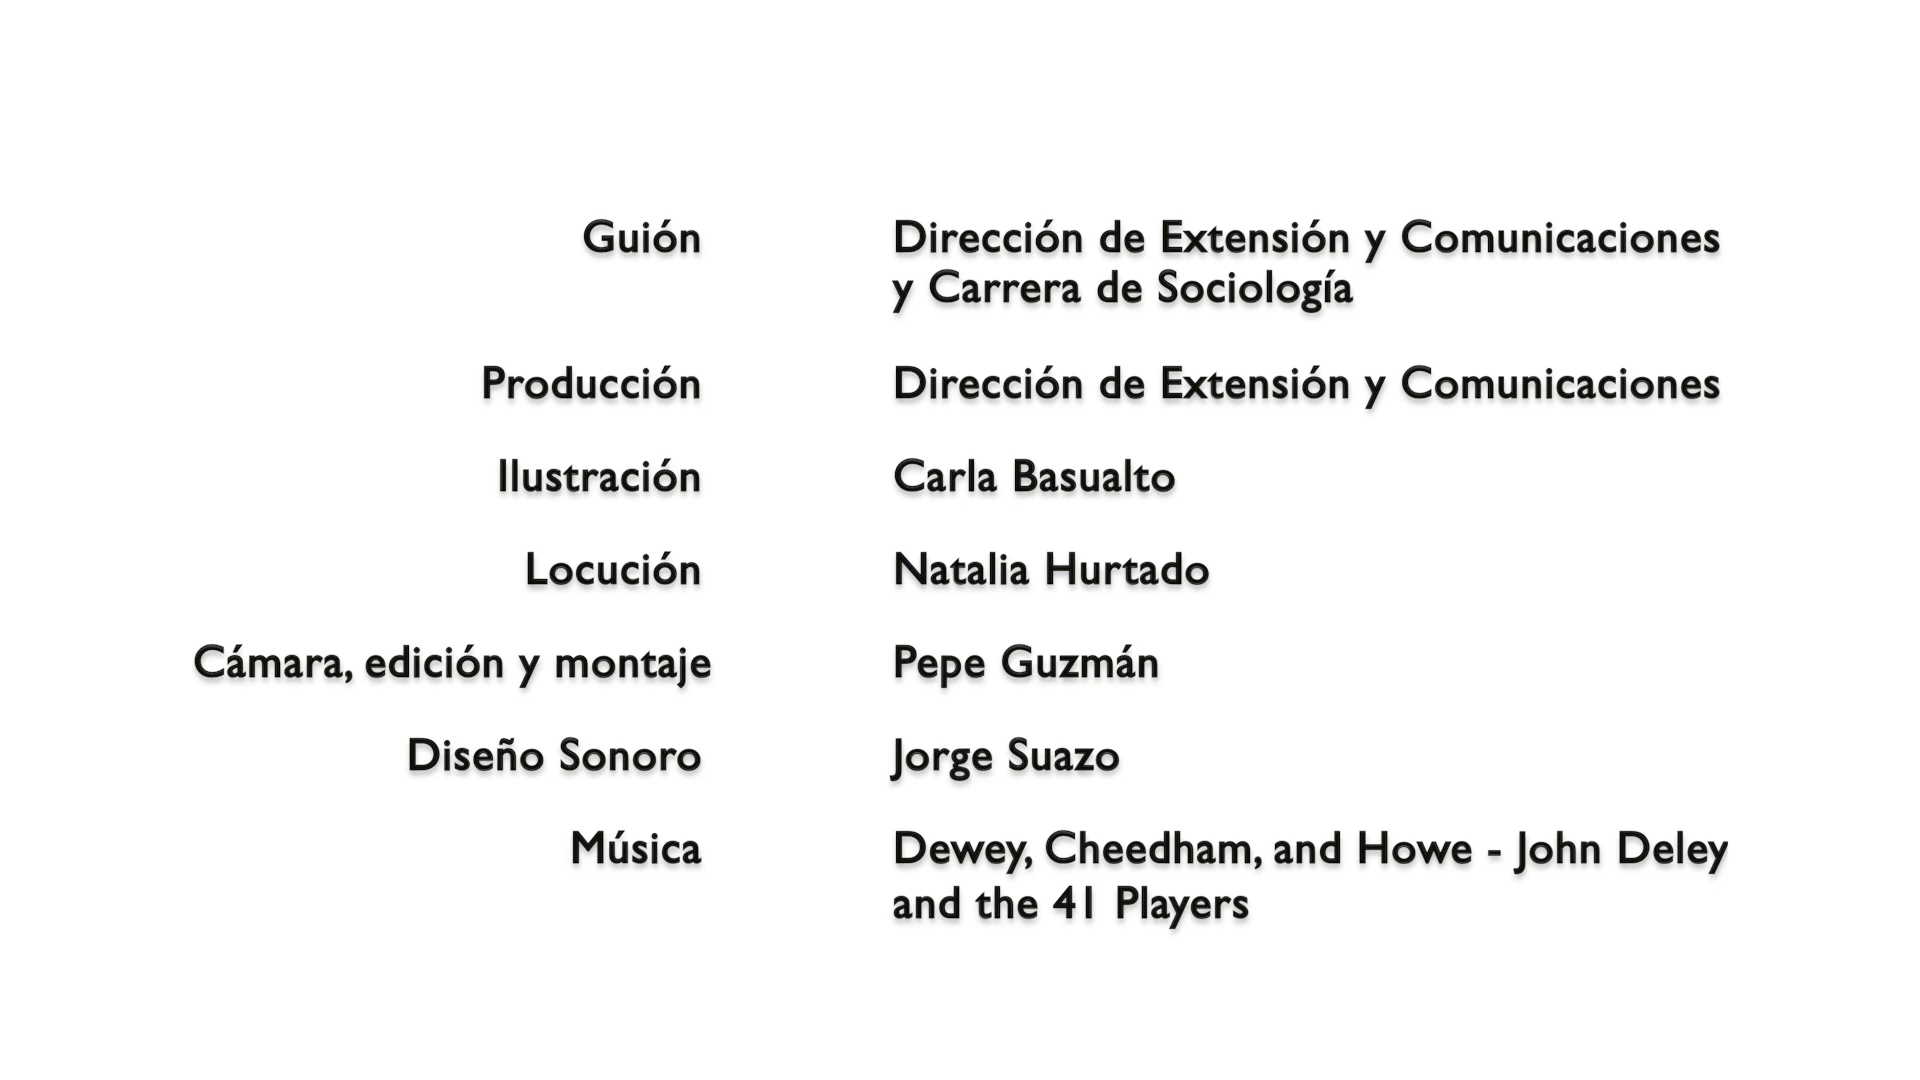 Guión Dirección de Extensión y Comunicaciones
y Carrera de Sociología
Producción Dirección de Extensión y Comunicaciones
Ilustración Carla Basualto
Locución Natalia Hurtado
Cámara, edición y montaje Pepe Guzmán
Diseño Sonoro Jorge Suazo
Música Dewey, Cheedham, and Howe - John Deley
and the 41 Players